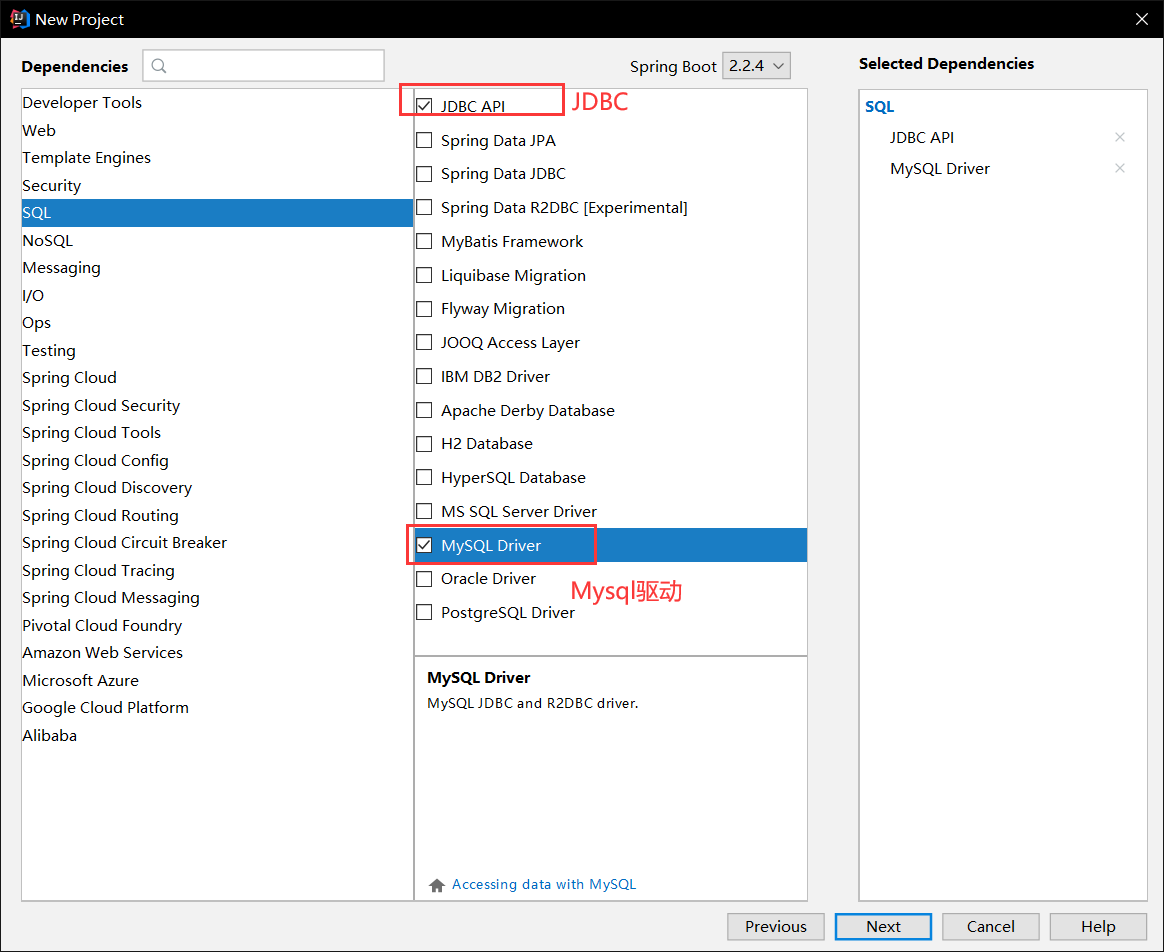 New Project
Dependencies
Spring Boot 2.2.4
Selected Dependencies
Developer Tools
Web
Template Engines
Security
SQL
NoSQL
Messaging
I/O
Ops
Testing
Spring Cloud
Spring Cloud Security
Spring Cloud Tools
Spring Cloud Config
Spring Cloud Discovery
Spring Cloud Routing
Spring Cloud Circuit Breaker
Spring Cloud Tracing
Spring Cloud Messaging
Pivotal Cloud Foundry
Amazon Web Services
Microsoft Azure
Google Cloud Platform
Alibaba
JDBC API
JDBC
Spring Data JPA
Spring Data JDBC
Spring Data R2DBC [Experimental]
MyBatis Framework
Liquibase Migration
Flyway Migration
JOOQ Access Layer
IBM DB2 Driver
Apache Derby Database
H2 Database
HyperSQL Database
MS SQL Server Driver
MySQL Driver
Oracle Driver
Mysql驱动
PostgreSQL Driver
MySQL Driver
MySQL JDBC and R2DBC driver.
Accessing data with MySQL
SQL
JDBC API
MySQL Driver
Previous
Next
Cancel
Help